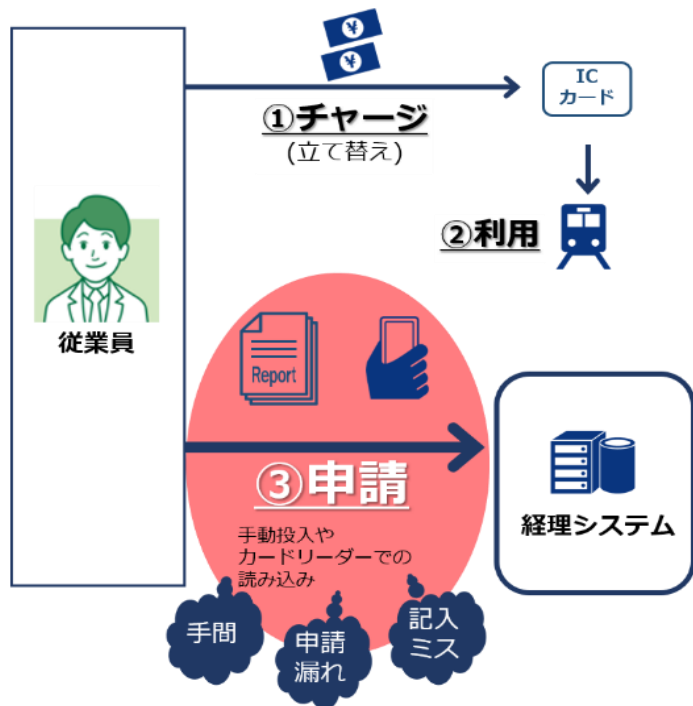 ¥
¥
①チャージ
(立て替え)
IC
カード
②利用
従業員
Report
③申請
手動投入や
カードリーダーでの
読み込み
経理システム
手間
申請
漏れ
記入
ミス